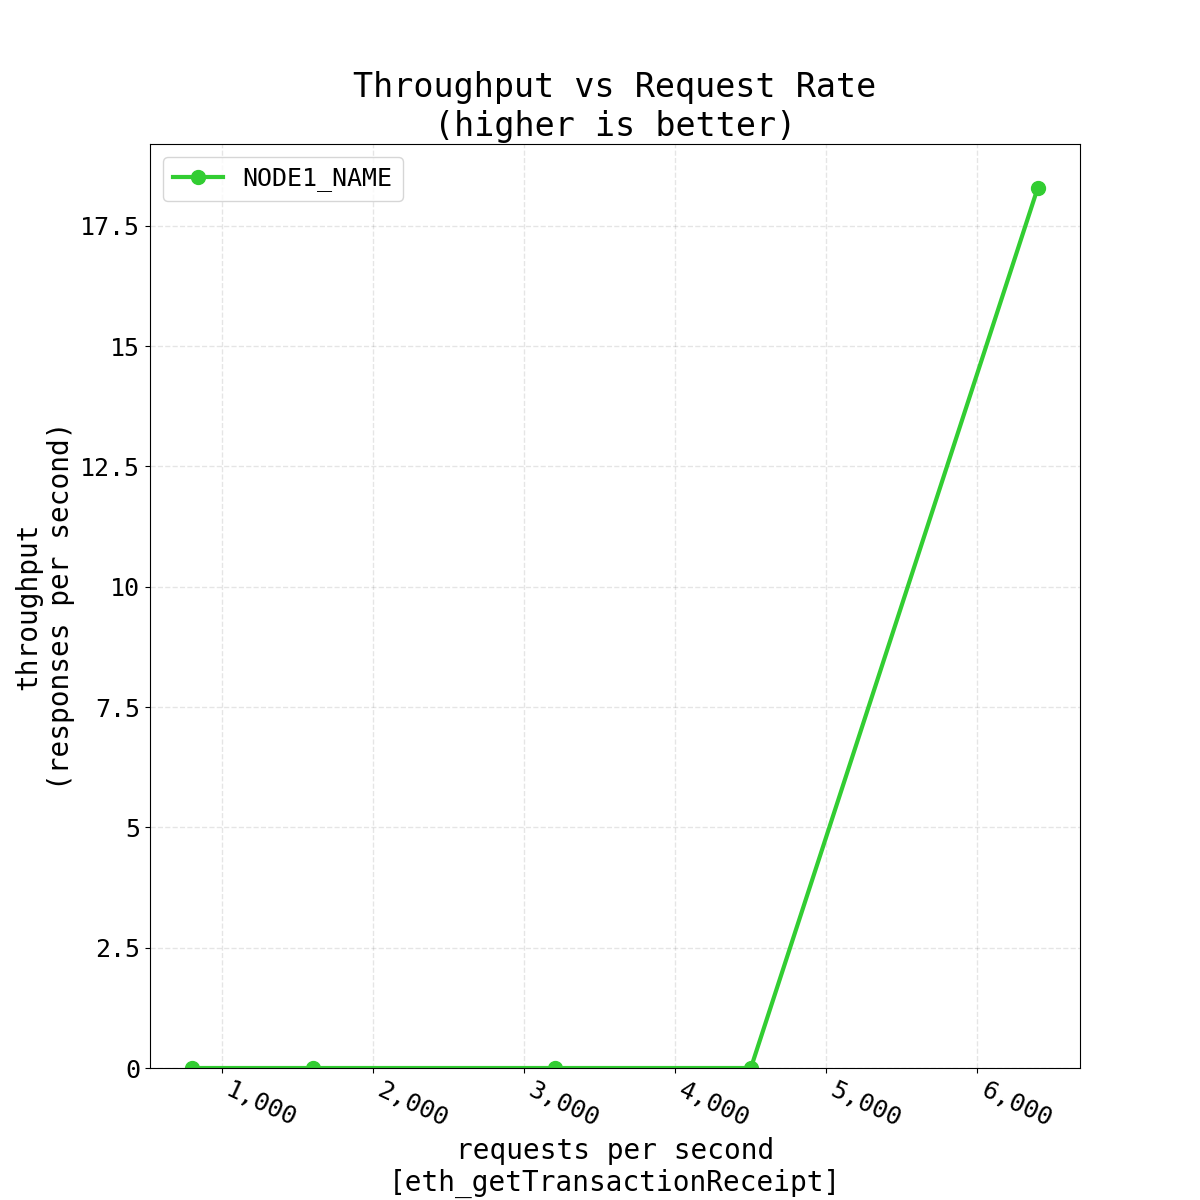 Throughput vs Request Rate
(higher is better)
NODE1_NAME
17.5
15
12.5
10
7.5
5
2.5
0
throughput
(responses per second)
1,000
2,000
3,000
4,000
5,000
6,000
requests per second
[eth_getTransactionReceipt]